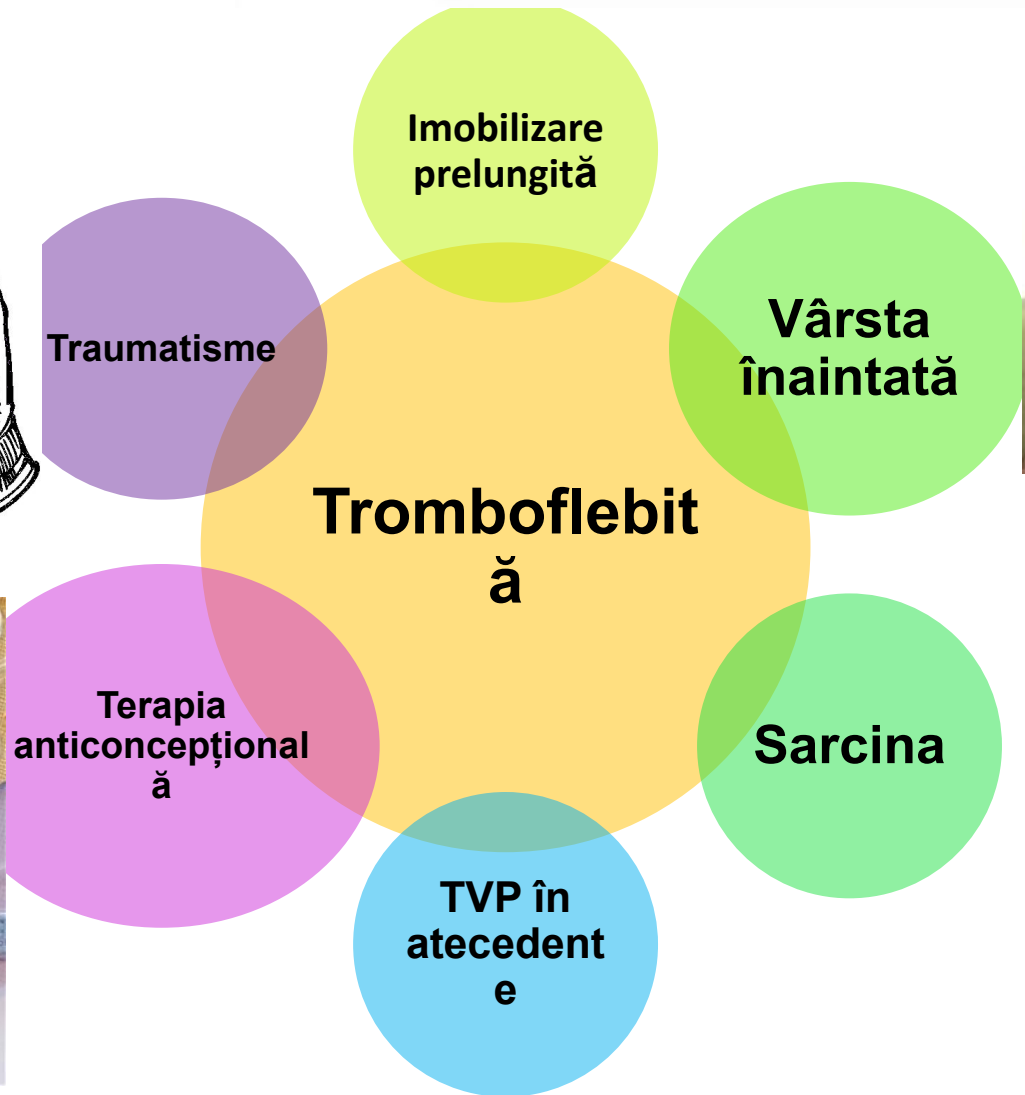 Imobilizare
prelungită
Traumatisme
Vârsta
înaintată
Tromboflebit
ă
Terapia
anticoncepțional
ă
Sarcina
TVP în
atecedent
e